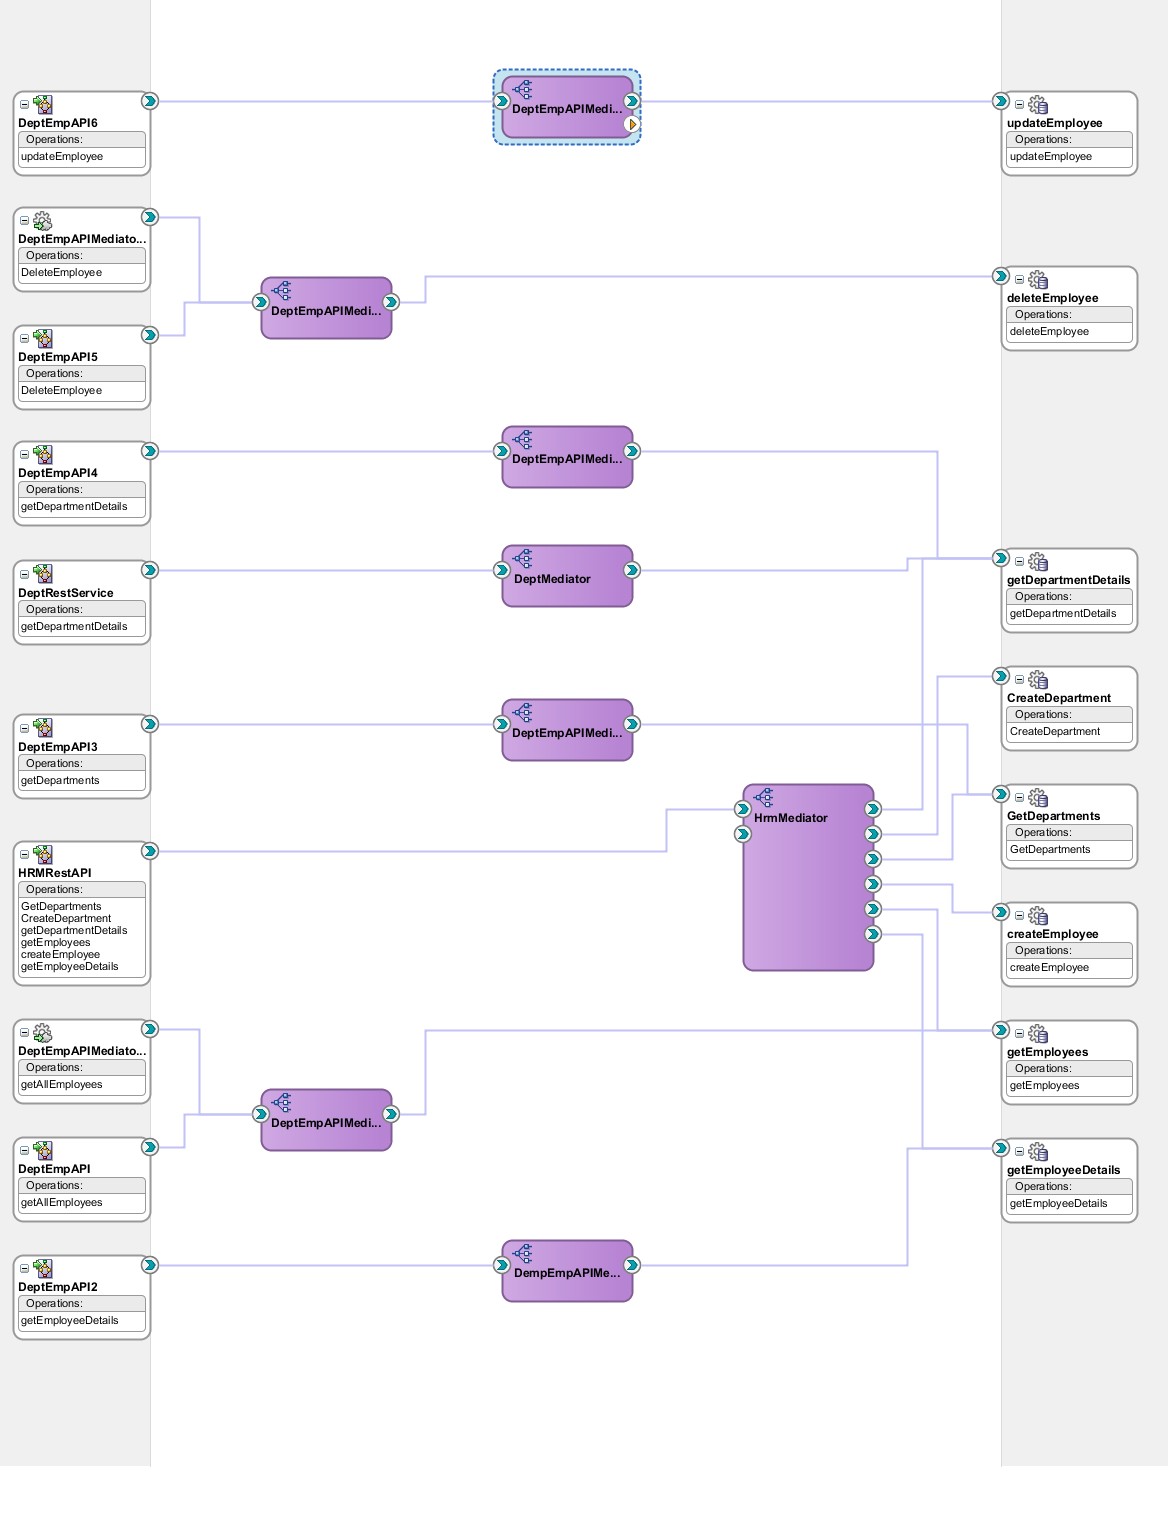 DeptEmpAPI6
Operations:
updateEmployee
DeptEmpAPIMedi...
updateEmployee
Operations:
updateEmployee
DeptEmpAPIMediato...
Operations:
DeleteEmployee
DeptEmpAPIMedi...
deleteEmployee
Operations:
deleteEmployee
DeptEmpAPI5
Operations:
DeleteEmployee
DeptEmpAPI4
Operations:
getDepartmentDetails
DeptEmpAPIMedi...
DeptRestService
Operations:
getDepartmentDetails
DeptMediator
getDepartmentDetails
Operations:
getDepartmentDetails
CreateDepartment
Operations:
CreateDepartment
DeptEmpAPI3
Operations:
getDepartments
DeptEmpAPIMedi...
HrmMediator
GetDepartments
Operations:
GetDepartments
HRMRestAPI
Operations:
GetDepartments
CreateDepartment
getDepartmentDetails
getEmployees
createEmployee
getEmployeeDetails
createEmployee
Operations:
createEmployee
DeptEmpAPIMediato...
Operations:
getAllEmployees
DeptEmpAPIMedi...
getEmployees
Operations:
getEmployees
DeptEmpAPI
Operations:
getAllEmployees
getEmployeeDetails
Operations:
getEmployeeDetails
DeptEmpAPI2
Operations:
getEmployeeDetails
DempEmpAPIMe...